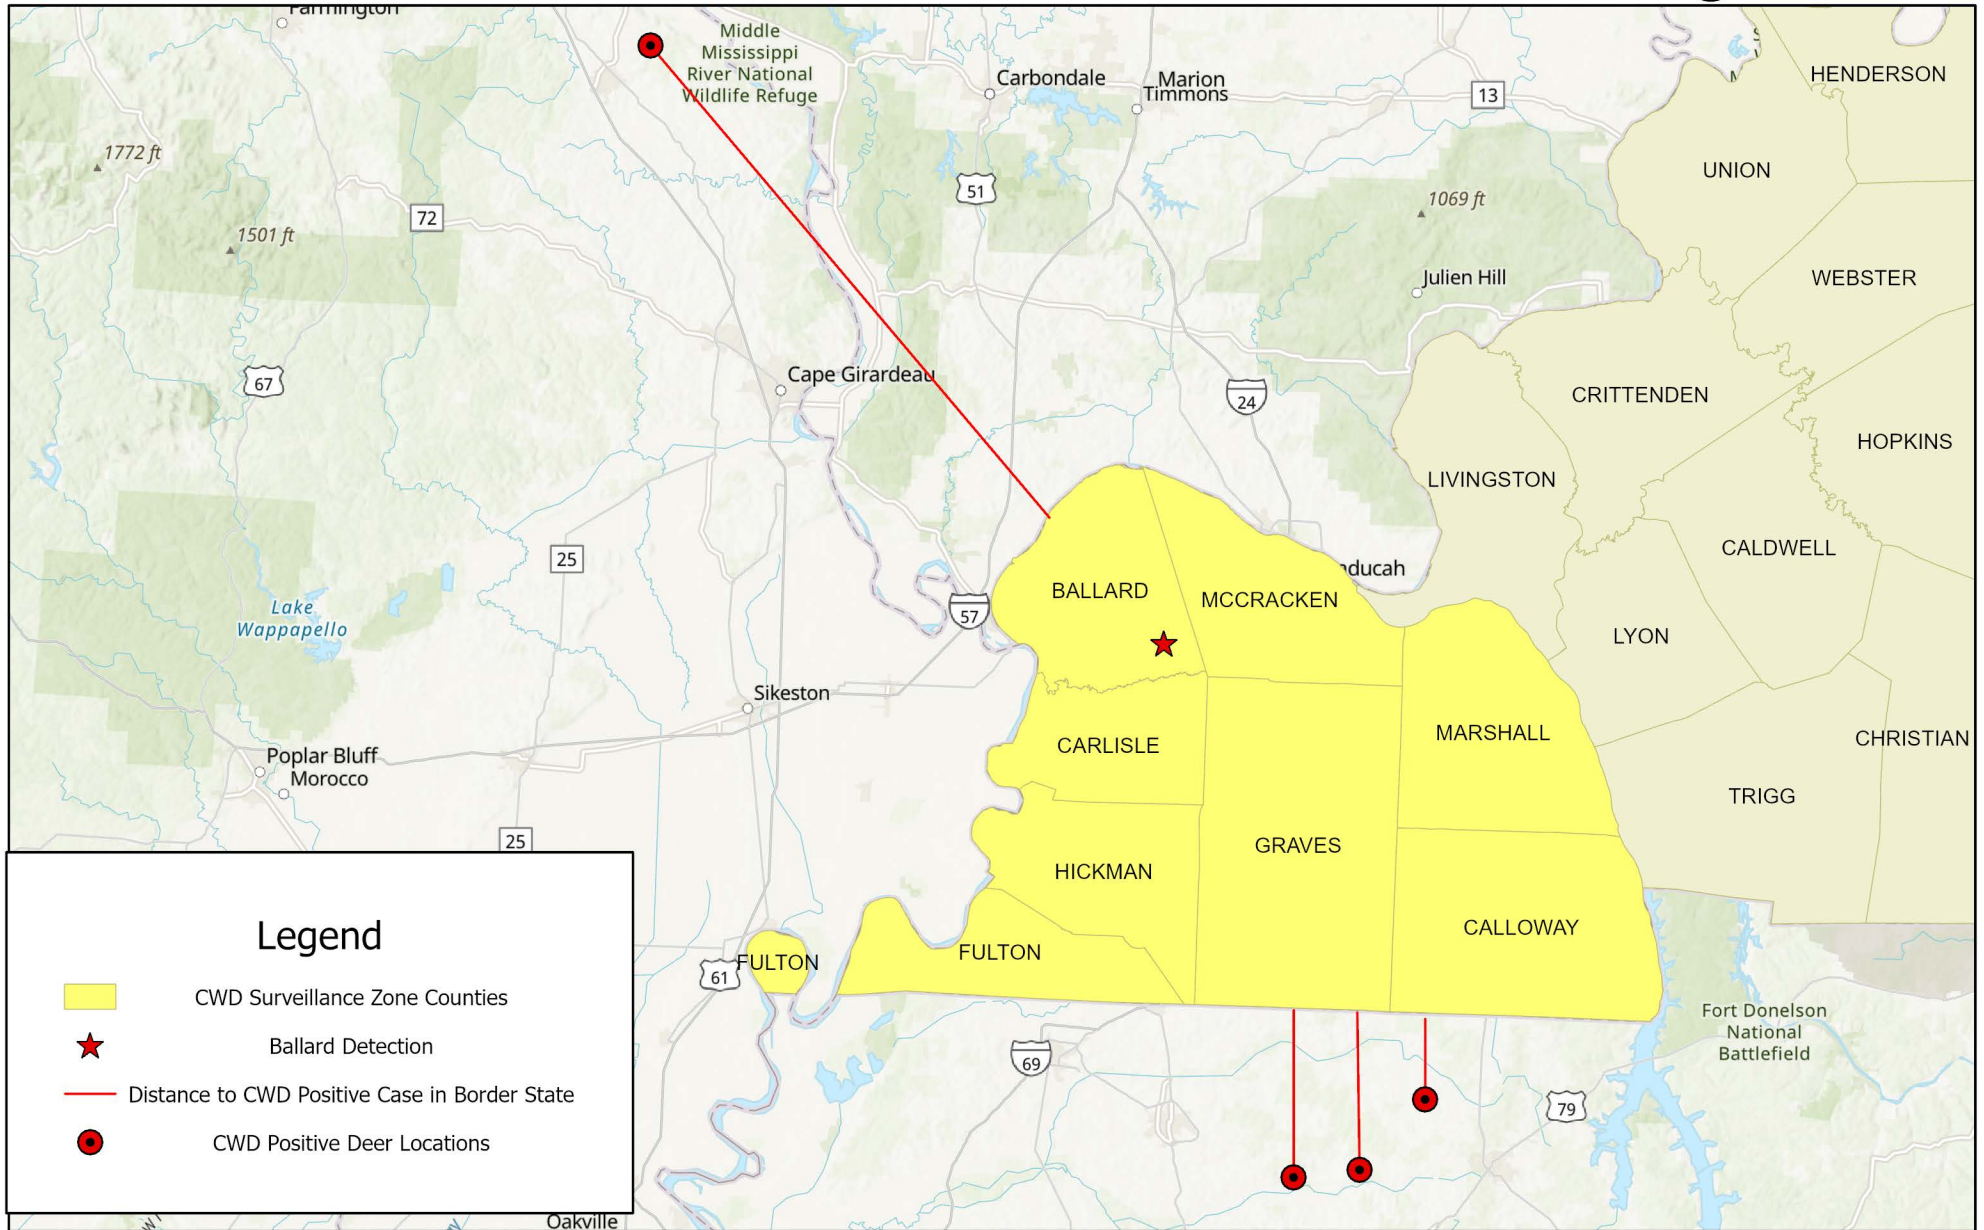 Farmington
Middle
Mississippi
River National
Wildlife Refuge
Carbondale
Marion
Timmons
13
HENDERSON
1772 ft
UNION
51
1069 ft
72
1501 ft
Julien Hill
WEBSTER
67
Cape Girardeau
24
CRITTENDEN
HOPKINS
LIVINGSTON
25
CALDWELL
aducah
BALLARD
MCCRACKEN
57
Lake
Wappapello
LYON
Sikeston
MARSHALL
CARLISLE
CHRISTIAN
Poplar Bluff
Morocco
TRIGG
25
GRAVES
HICKMAN
CALLOWAY
FULTON
FULTON
61
Fort Donelson
National
Battlefield
69
79
Legend
CWD Surveillance Zone Counties
Ballard Detection
Distance to CWD Positive Case in Border State
CWD Positive Deer Locations
Oakville